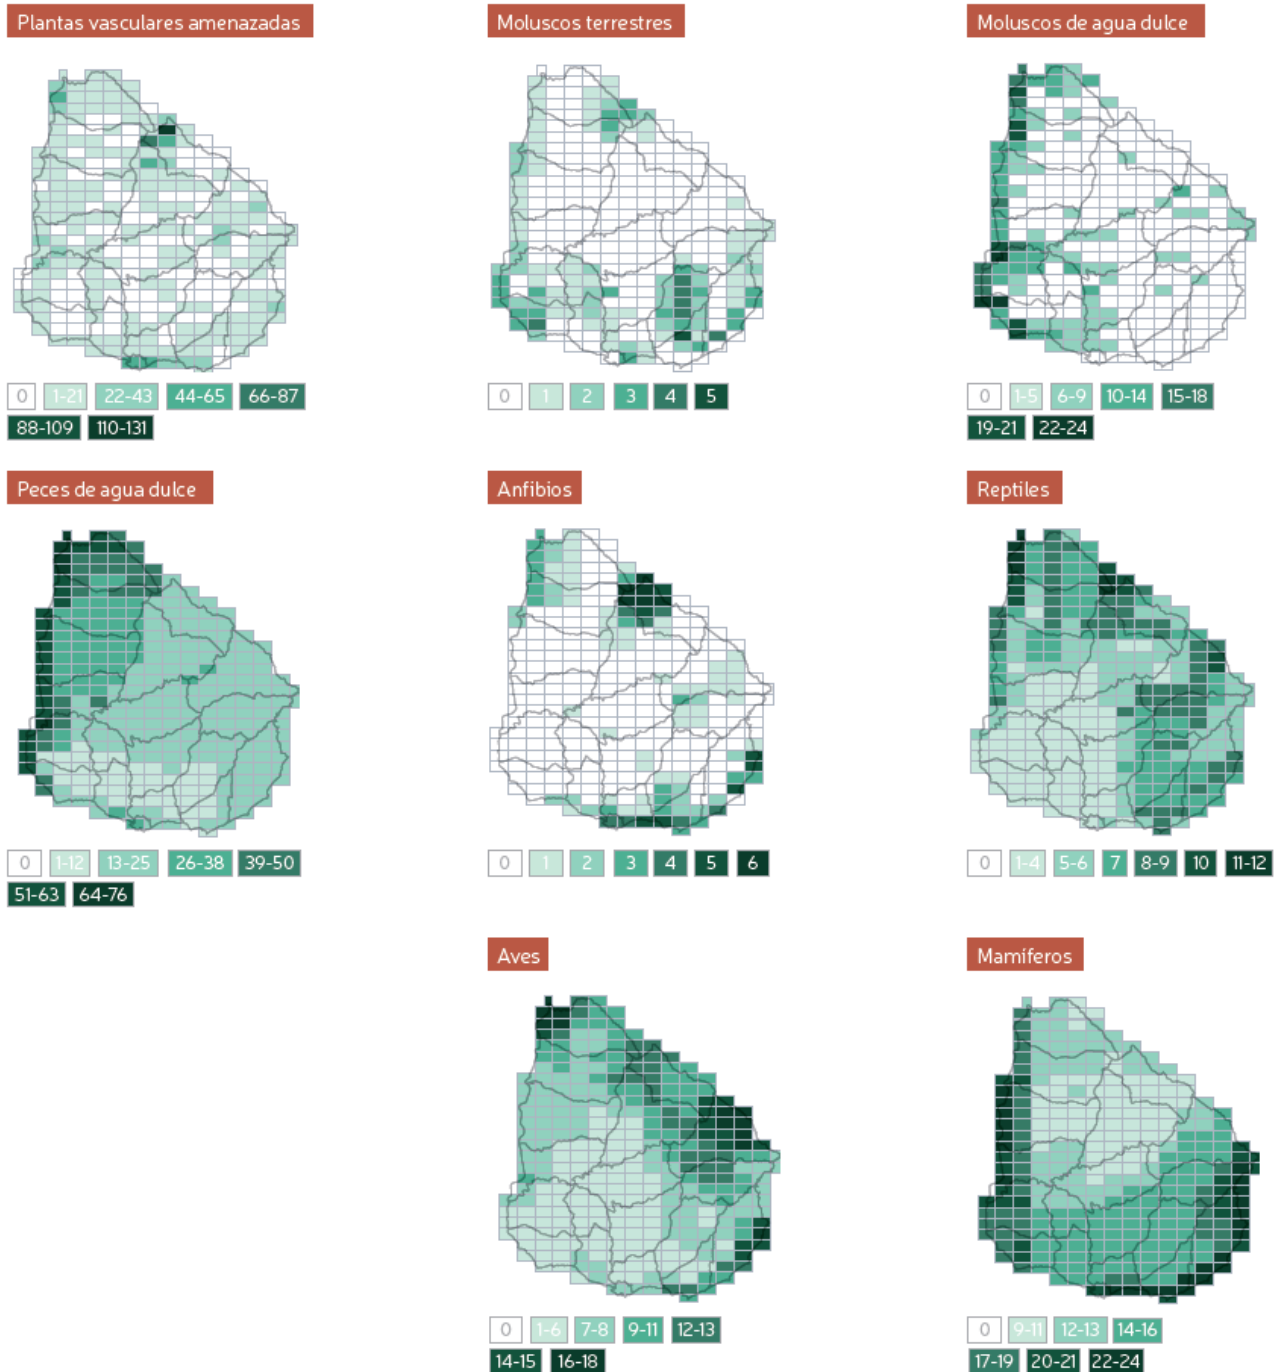 Plantas vasculares amenazadas
Moluscos terrestres
Moluscos de agua dulce
0 1-21 22-43 44-65 66-87
88-109 110-131
0 1 2 3 4 5
0 1-5 6-9 10-14 15-18
19-21 22-24
Peces de agua dulce
Anfibios
Reptiles
0 1-12 13-25 26-38 39-50
51-63 64-76
0 1 2 3 4 5 6
0 1-4 5-6 7 8-9 10 11-12
Aves
Mamíferos
0 1-6 7-8 9-11 12-13
14-15 16-18
0 9-11 12-13 14-16
17-19 20-21 22-24